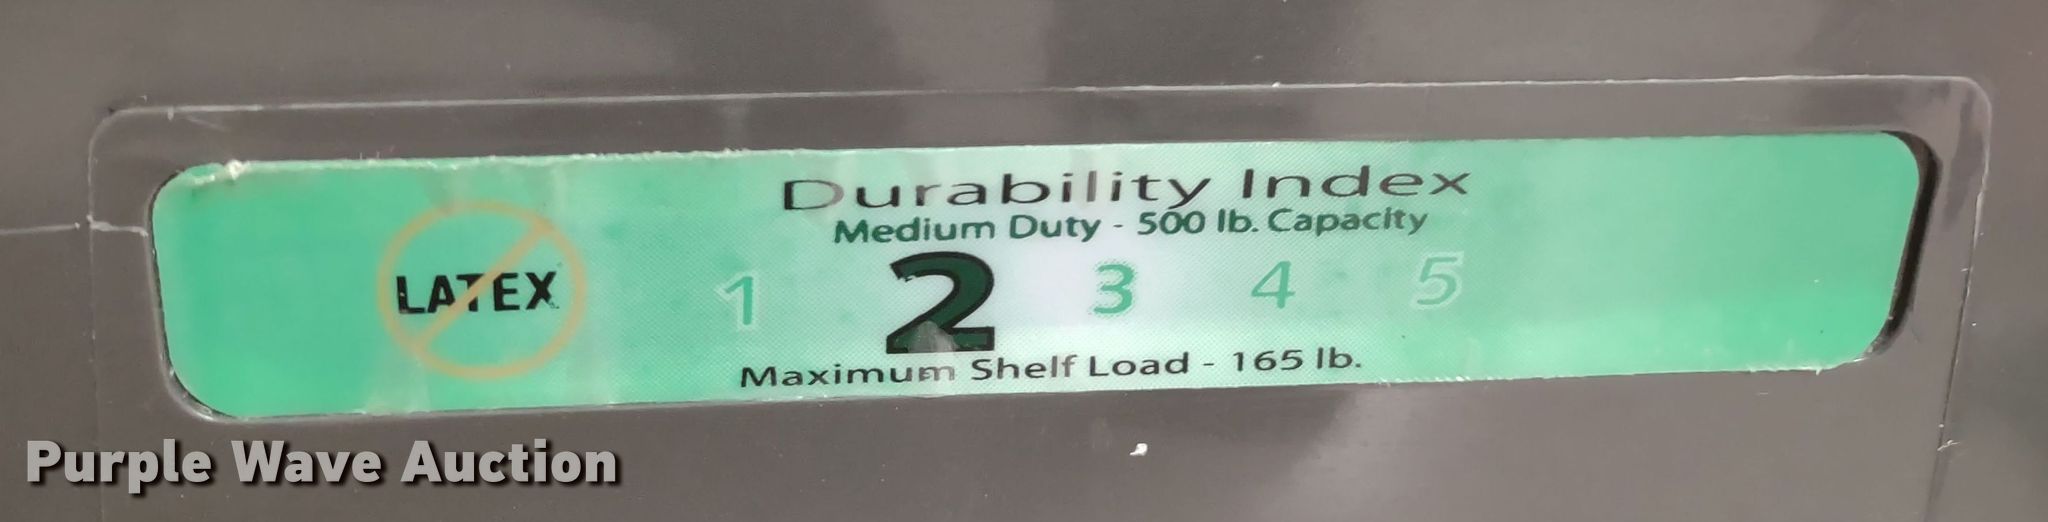 Durability Index
Medium Duty - 500 lb. Capacity
LATEX
1 2 3 4 5
Maximum Shelf Load - 165 lb.
Purple Wave Auction